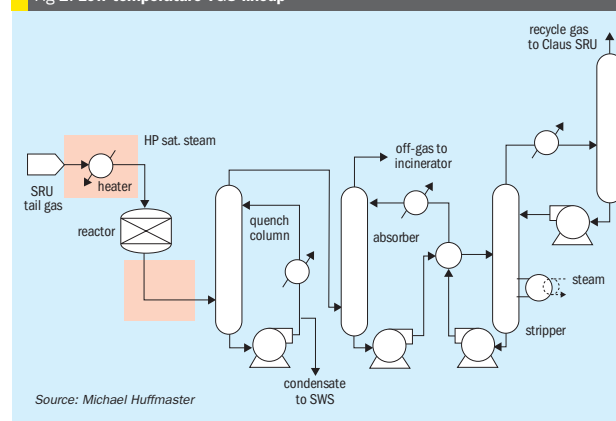 Fig 2: Low temperature TGU lineup
recycle gas
to Claus SRU
HP sat. steam
off-gas to
incinerator
SRU
tail gas
heater
reactor
quench
column
absorber
steam
stripper
condensate
to SWS
Source: Michael Huffmaster